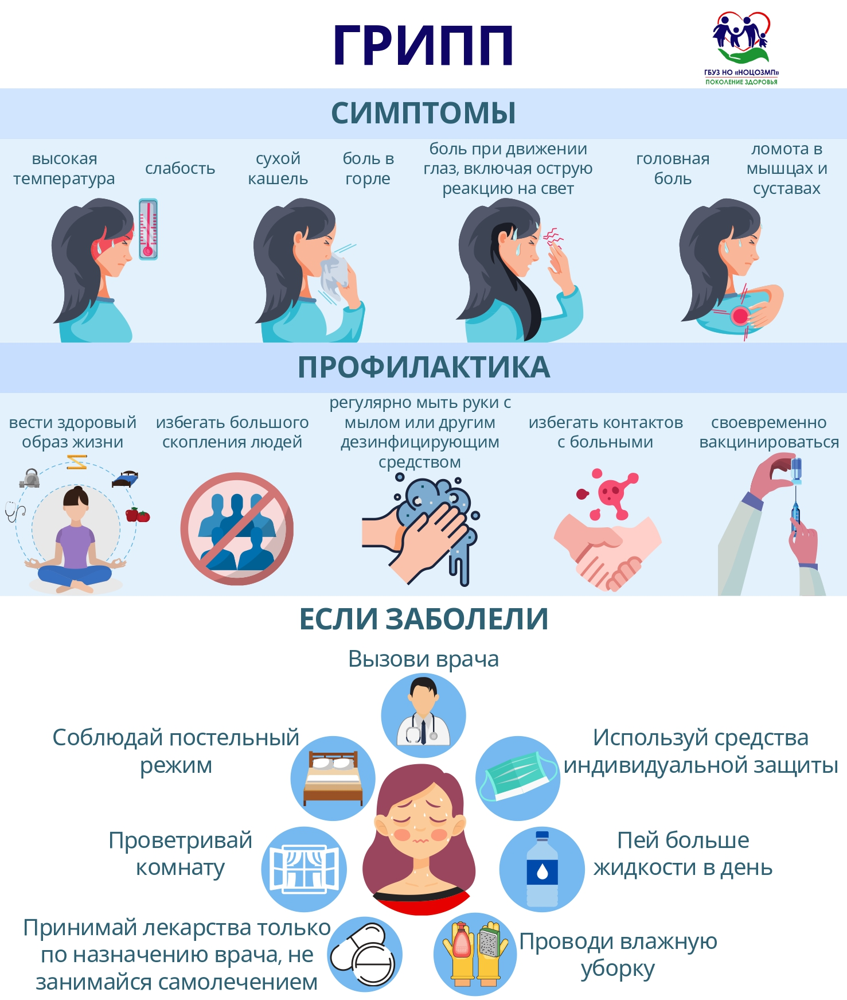 ГРИПП
ГБУЗ НО «НОЦОЗМП»
ПОКОЛЕНИЕ ЗДОРОВЬЯ
СИМПТОМЫ
высокая
температура
слабость
сухой
кашель
боль в
горле
боль при движении
глаз, включая острую
реакцию на свет
головная
боль
ломота в
мышцах и
суставах
ПРОФИЛАКТИКА
вести здоровый
образ жизни
избегать большого
скопления людей
регулярно мыть руки с
мылом или другим
дезинфицирующим
средством
избегать контактов
с больными
своевременно
вакцинироваться
ЕСЛИ ЗАБОЛЕЛИ
Вызови врача
Соблюдай постельный
режим
Используй средства
индивидуальной защиты
Проветривай
комнату
Пей больше
жидкости в день
Принимай лекарства только
по назначению врача, не
занимайся самолечением
Проводи влажную
уборку